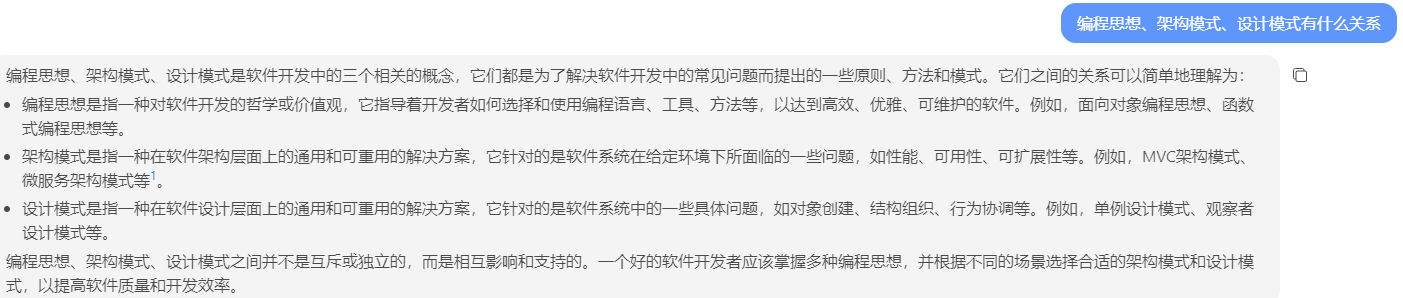 编程思想、架构模式、设计模式有什么关系
编程思想、架构模式、设计模式是软件开发中的三个相关的概念，它们都是为了解决软件开发中的常见问题而提出的一些原则、方法和模式。它们之间的关系可以简单地理解为：
• 编程思想是指一种对软件开发的哲学或价值观，它指导着开发者如何选择和使用编程语言、工具、方法等，以达到高效、优雅、可维护的软件。例如，面向对象编程思想、函数
式编程思想等。
• 架构模式是指一种在软件架构层面上的通用和可重用的解决方案，它针对的是软件系统在给定环境下所面临的一些问题，如性能、可用性、可扩展性等。例如，MVC架构模式、
微服务架构模式等1。
• 设计模式是指一种在软件设计层面上的通用和可重用的解决方案，它针对的是软件系统中的一些具体问题，如对象创建、结构组织、行为协调等。例如，单例设计模式、观察者
设计模式等。
编程思想、架构模式、设计模式之间并不是互斥或独立的，而是相互影响和支持的。一个好的软件开发者应该掌握多种编程思想，并根据不同的场景选择合适的架构模式和设计模
式，以提高软件质量和开发效率。